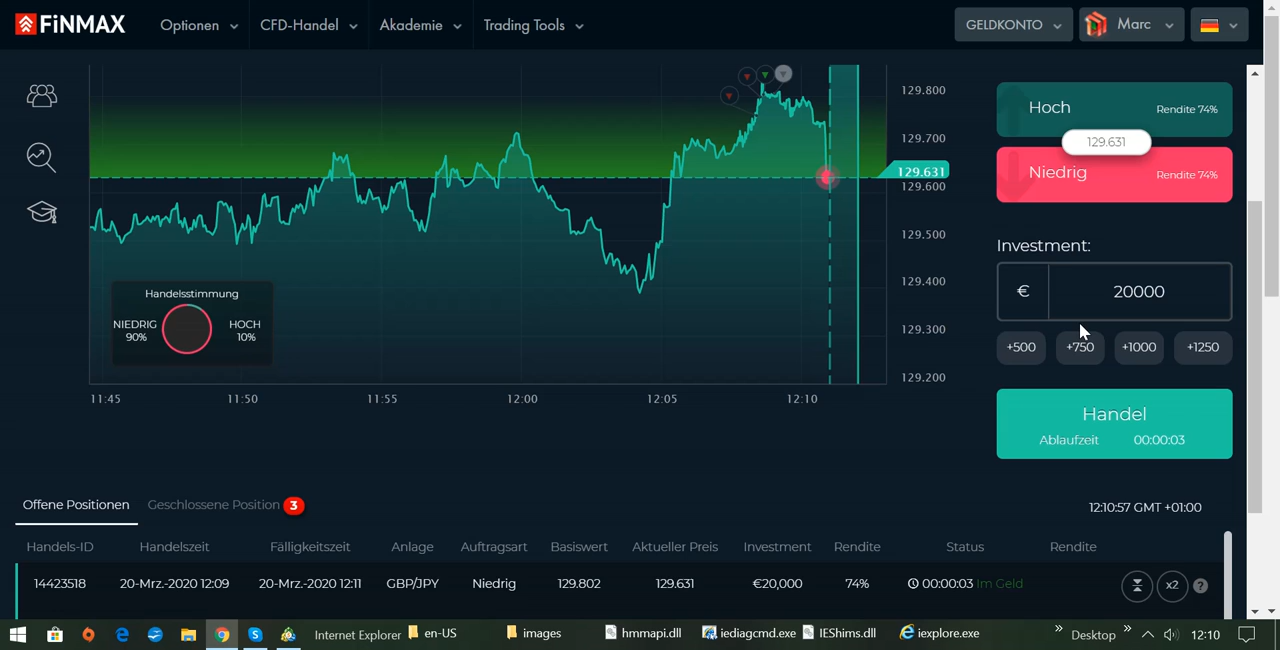 FiNMAX Optionen CFD-Handel Akademie Trading Tools GELDKONTO Marc
129.800
129.700
129.631
129.600
129.500
129.400
129.300
129.200
Handelsstimmung
NIEDRIG HOCH
90% 10%
11:45 11:50 11:55 12:00 12:05 12:10
Hoch Rendite 74%
129.631
Niedrig Rendite 74%
Investment:
€ 20000
+500 +750 +1000 +1250
Handel
Ablaufzeit 00:00:03
Offene Positionen Geschlossene Position 3
12:10:57 GMT +01:00
Handels-ID Handelszeit Fälligkeitszeit Anlage Auftragsart Basiswert Aktueller Preis Investment Rendite Status Rendite
14423518 20-Mrz.-2020 12:09 20-Mrz.-2020 12:11 GBP/JPY Niedrig 129.802 129.631 €20,000 74% 00:00:03 Im Geld x2 ?
Internet Explorer en-US images hmmapi.dll iediagcmd.exe IEShims.dll iexplore.exe » Desktop » 12:10